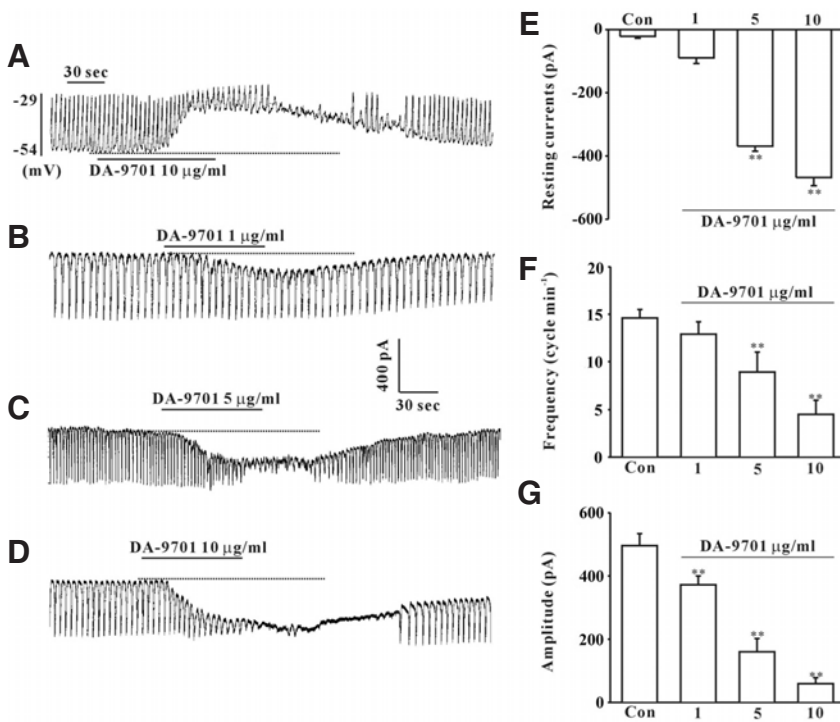 A
30 sec
-29
-54
(mV)
DA-9701 10 μg/ml
B
DA-9701 1 μg/ml
400 pA
30 sec
C
DA-9701 5 μg/ml
D
DA-9701 10 μg/ml
E
Con 1 5 10
0
-200
-400
-600
Resting currents (pA)
**
**
DA-9701 μg/ml
F
20
15
10
5
0
Frequency (cycle min⁻¹)
DA-9701 μg/ml
**
**
Con 1 5 10
G
600
400
200
0
Amplitude (pA)
DA-9701 μg/ml
**
**
**
Con 1 5 10